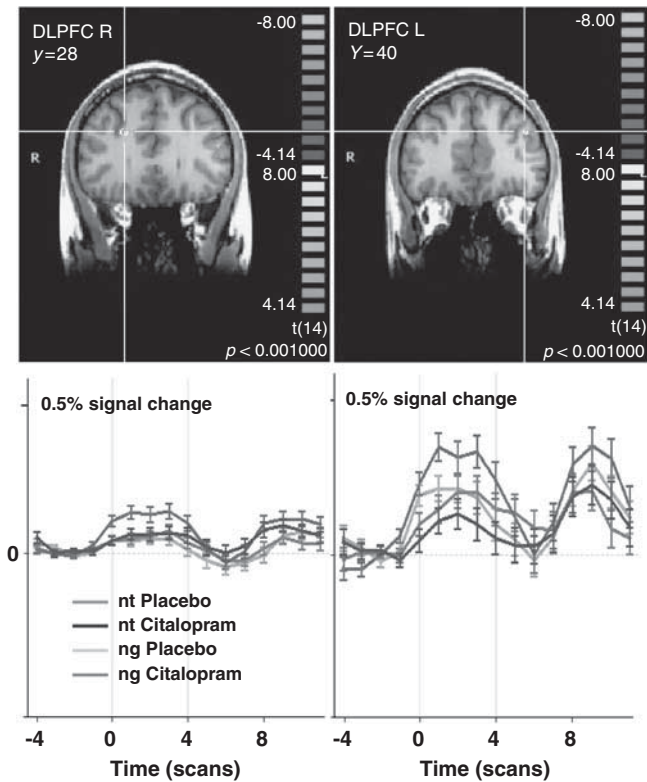 DLPFC R
y=28
-8.00
R
-4.14
8.00
4.14
t(14)
p < 0.001000
DLPFC L
Y=40
-8.00
R
-4.14
8.00
4.14
t(14)
p < 0.001000
0.5% signal change
0
nt Placebo
nt Citalopram
ng Placebo
ng Citalopram
-4 0 4 8
Time (scans)
0.5% signal change
-4 0 4 8
Time (scans)